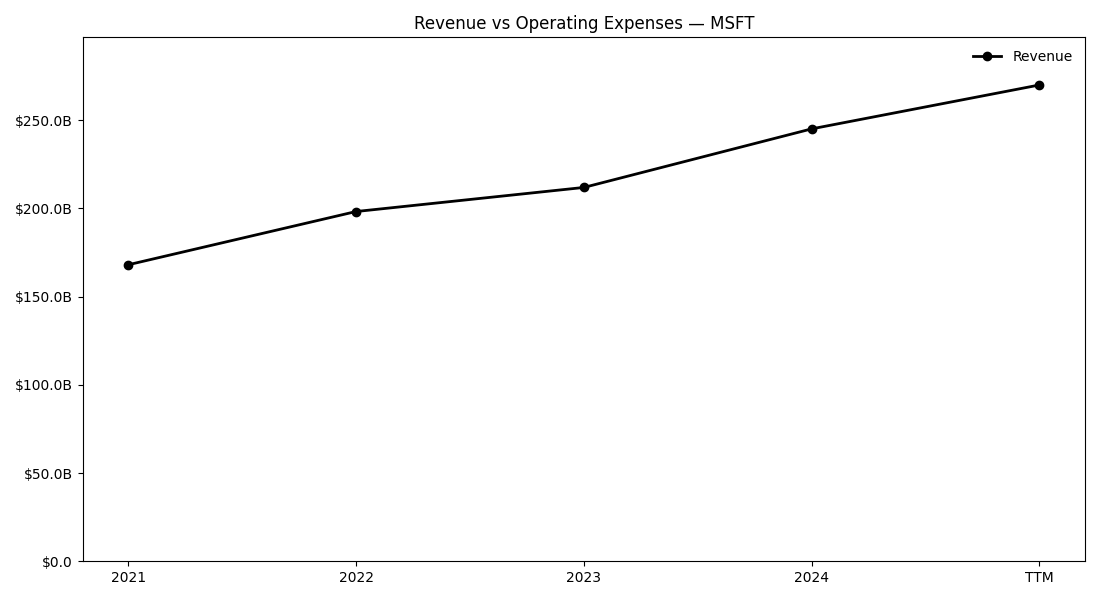 Revenue vs Operating Expenses — MSFT
Revenue
$250.0B
$200.0B
$150.0B
$100.0B
$50.0B
$0.0
2021 2022 2023 2024 TTM